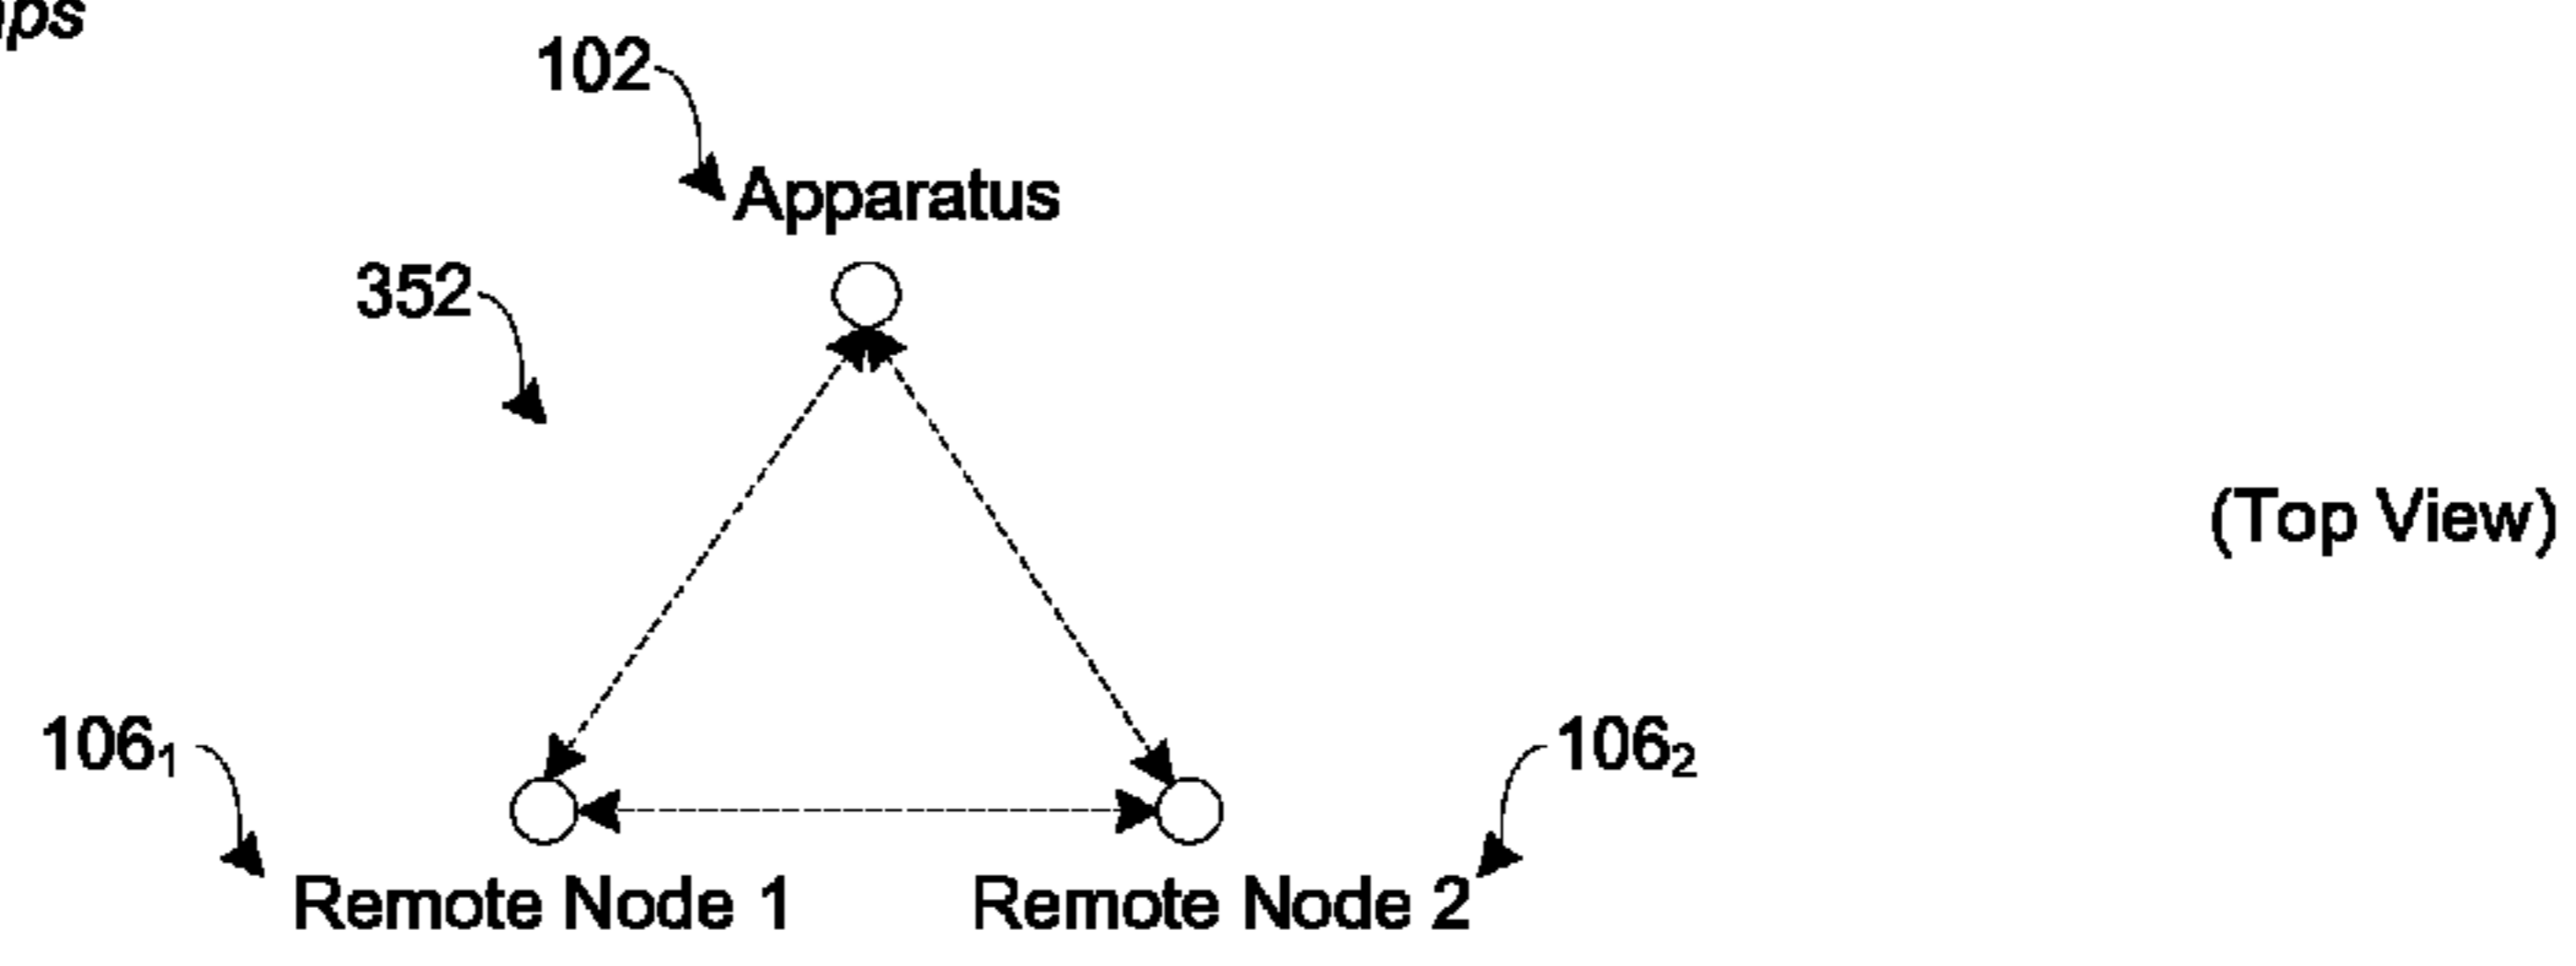 102
Apparatus
352
(Top View)
106₁
106₂
Remote Node 1
Remote Node 2